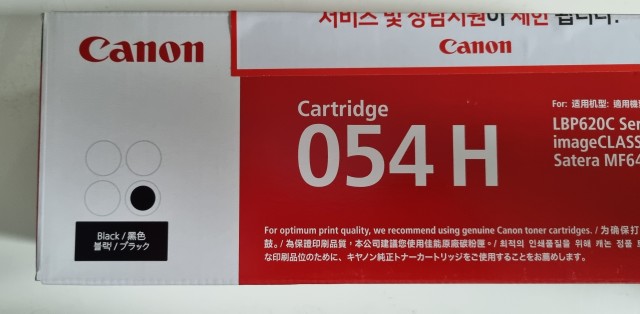 Canon
서비스 및 상담지원이 제한 됩니다.
Canon
Cartridge
054 H
For: 适用机型: 適用機
LBP620C Ser
imageCLASS
Satera MF64
Black / 黑色
블랙 / ブラック
For optimum print quality, we recommend using genuine Canon toner cartridges. / 为确保打
鼓。/ 為保證印刷品質，本公司建議您使用佳能原廠碳粉匣。/ 최적의 인쇄품질을 위해 캐논 정품 토
な印刷品位のために、キヤノン純正トナーカートリッジをご使用することをお薦めします。